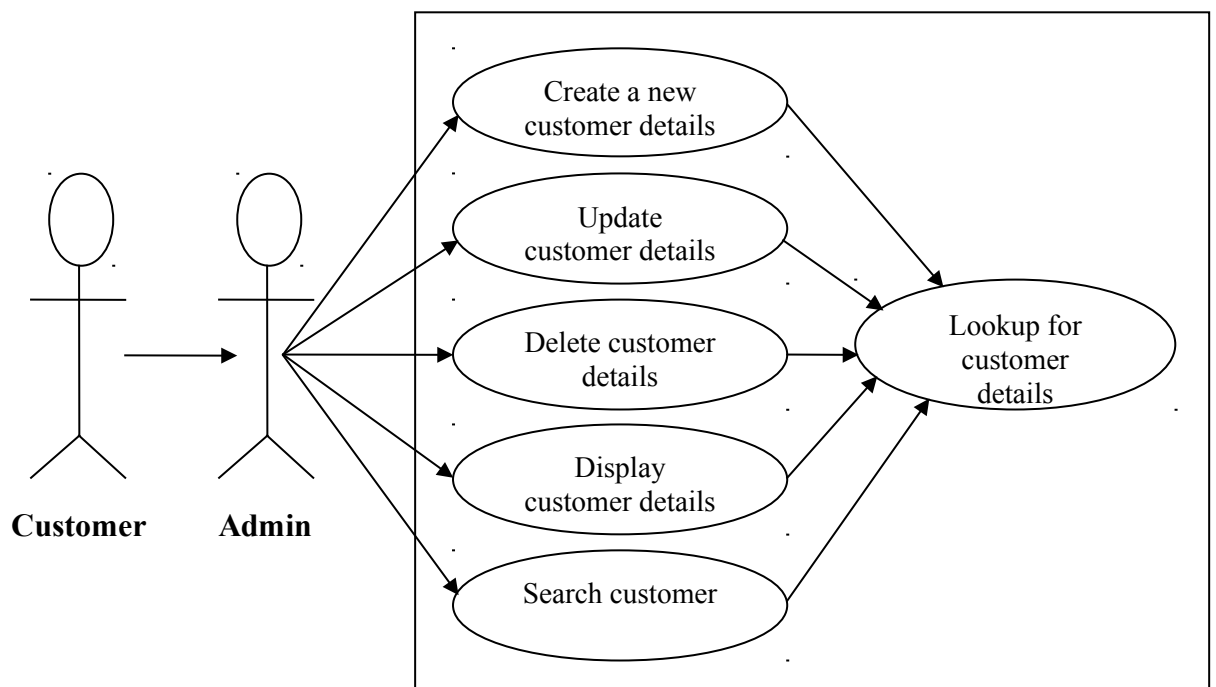 Create a new
customer details
Update
customer details
Delete customer
details
Display
customer details
Search customer
Lookup for
customer
details
Customer
Admin